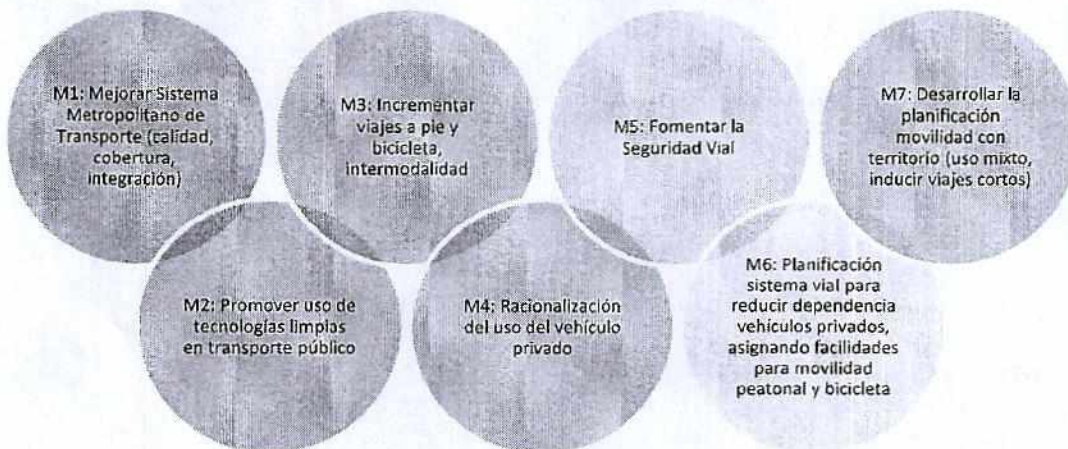 M1: Mejorar Sistema
Metropolitano de
Transporte (calidad,
cobertura,
integración)
M2: Promover uso de
tecnologías limpias
en transporte público
M3: Incrementar
viajes a pie y
bicicleta,
intermodalidad
M4: Racionalización
del uso del vehículo
privado
M5: Fomentar la
Seguridad Vial
M6: Planificación
sistema vial para
reducir dependencia
vehículos privados,
asignando facilidades
para movilidad
peatonal y bicicleta
M7: Desarrollar la
planificación
movilidad con
territorio (uso mixto,
inducir viajes cortos)